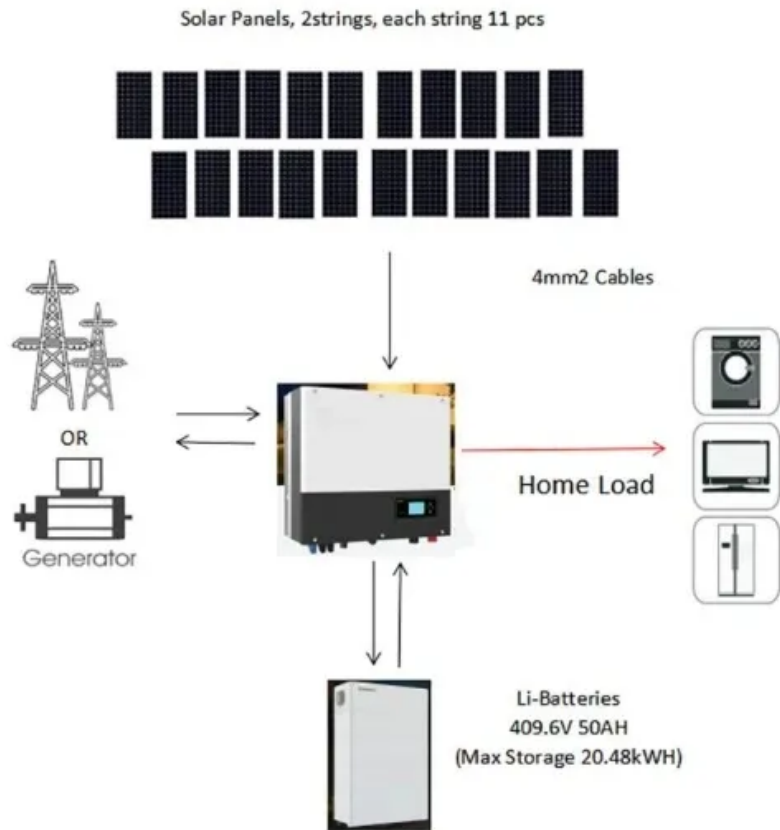 Solar Panels, 2strings, each string 11 pcs
4mm2 Cables
OR
Generator
Home Load
Li-Batteries
409.6V 50AH
(Max Storage 20.48kWH)